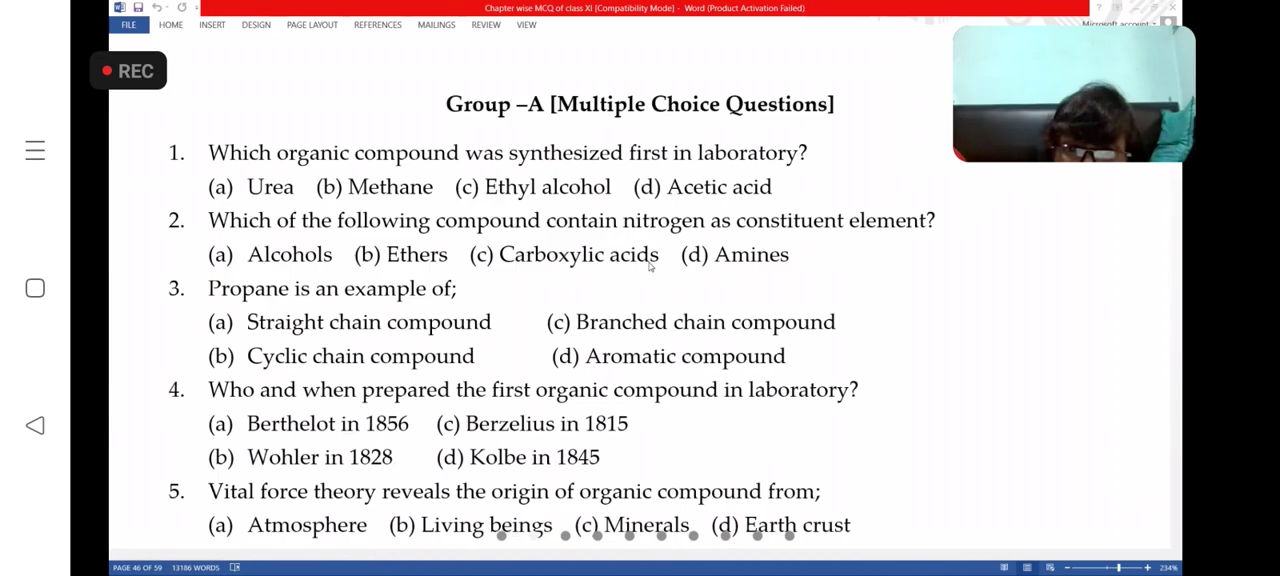 Chapter wise MCQ of class XI [Compatibility Mode] - Word (Product Activation Failed)
FILE HOME INSERT DESIGN PAGE LAYOUT REFERENCES MAILINGS REVIEW VIEW Microsoft account
REC
Group –A [Multiple Choice Questions]
1. Which organic compound was synthesized first in laboratory?
(a) Urea (b) Methane (c) Ethyl alcohol (d) Acetic acid
2. Which of the following compound contain nitrogen as constituent element?
(a) Alcohols (b) Ethers (c) Carboxylic acids (d) Amines
3. Propane is an example of;
(a) Straight chain compound (c) Branched chain compound
(b) Cyclic chain compound (d) Aromatic compound
4. Who and when prepared the first organic compound in laboratory?
(a) Berthelot in 1856 (c) Berzelius in 1815
(b) Wohler in 1828 (d) Kolbe in 1845
5. Vital force theory reveals the origin of organic compound from;
(a) Atmosphere (b) Living beings (c) Minerals (d) Earth crust
PAGE 46 OF 59 13186 WORDS 234%